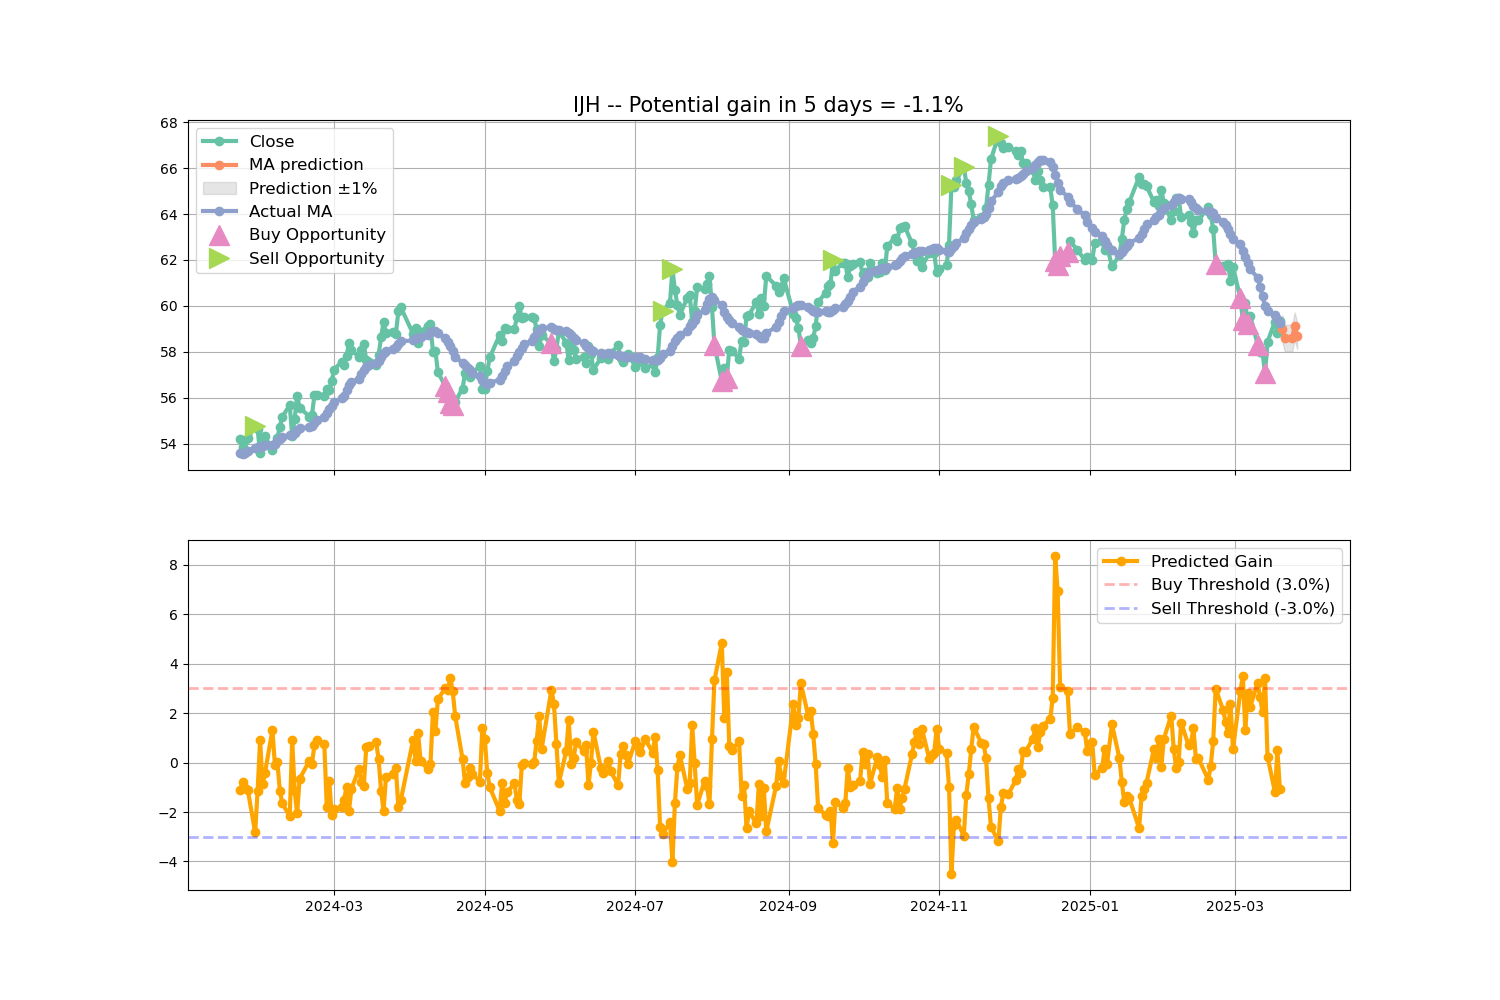 IJH -- Potential gain in 5 days = -1.1%
68
66
64
62
60
58
56
54
Close
MA prediction
Prediction ±1%
Actual MA
Buy Opportunity
Sell Opportunity
8
6
4
2
0
−2
−4
Predicted Gain
Buy Threshold (3.0%)
Sell Threshold (-3.0%)
2024-03
2024-05
2024-07
2024-09
2024-11
2025-01
2025-03